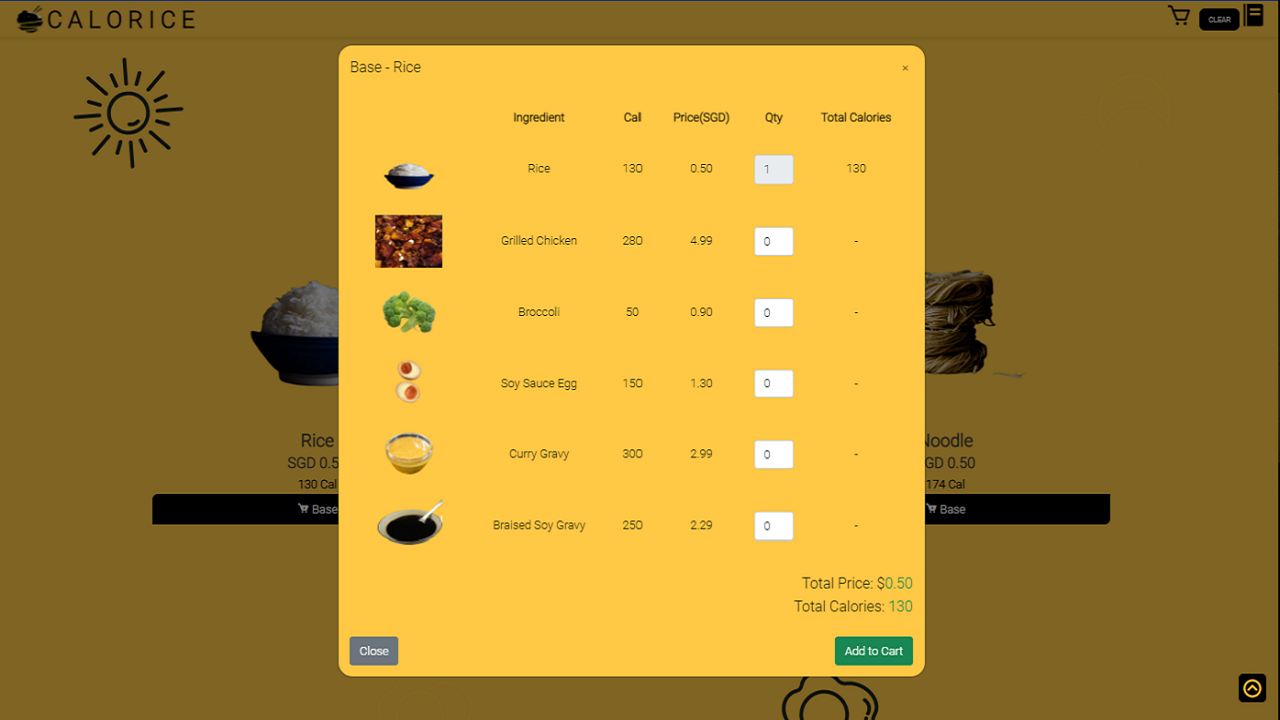 CALORICE
CLEAR
Base - Rice ×
Ingredient Call Price(SGD) Qty Total Calories
Rice 130 0.50 1 130
Grilled Chicken 280 4.99 0 -
Broccoli 50 0.90 0 -
Soy Sauce Egg 150 1.30 0 -
Curry Gravy 300 2.99 0 -
Braised Soy Gravy 250 2.29 0 -
Total Price: $0.50
Total Calories: 130
Close Add to Cart
Rice
SGD 0.5
130 Cal
Base
Noodle
GD 0.50
174 Cal
Base